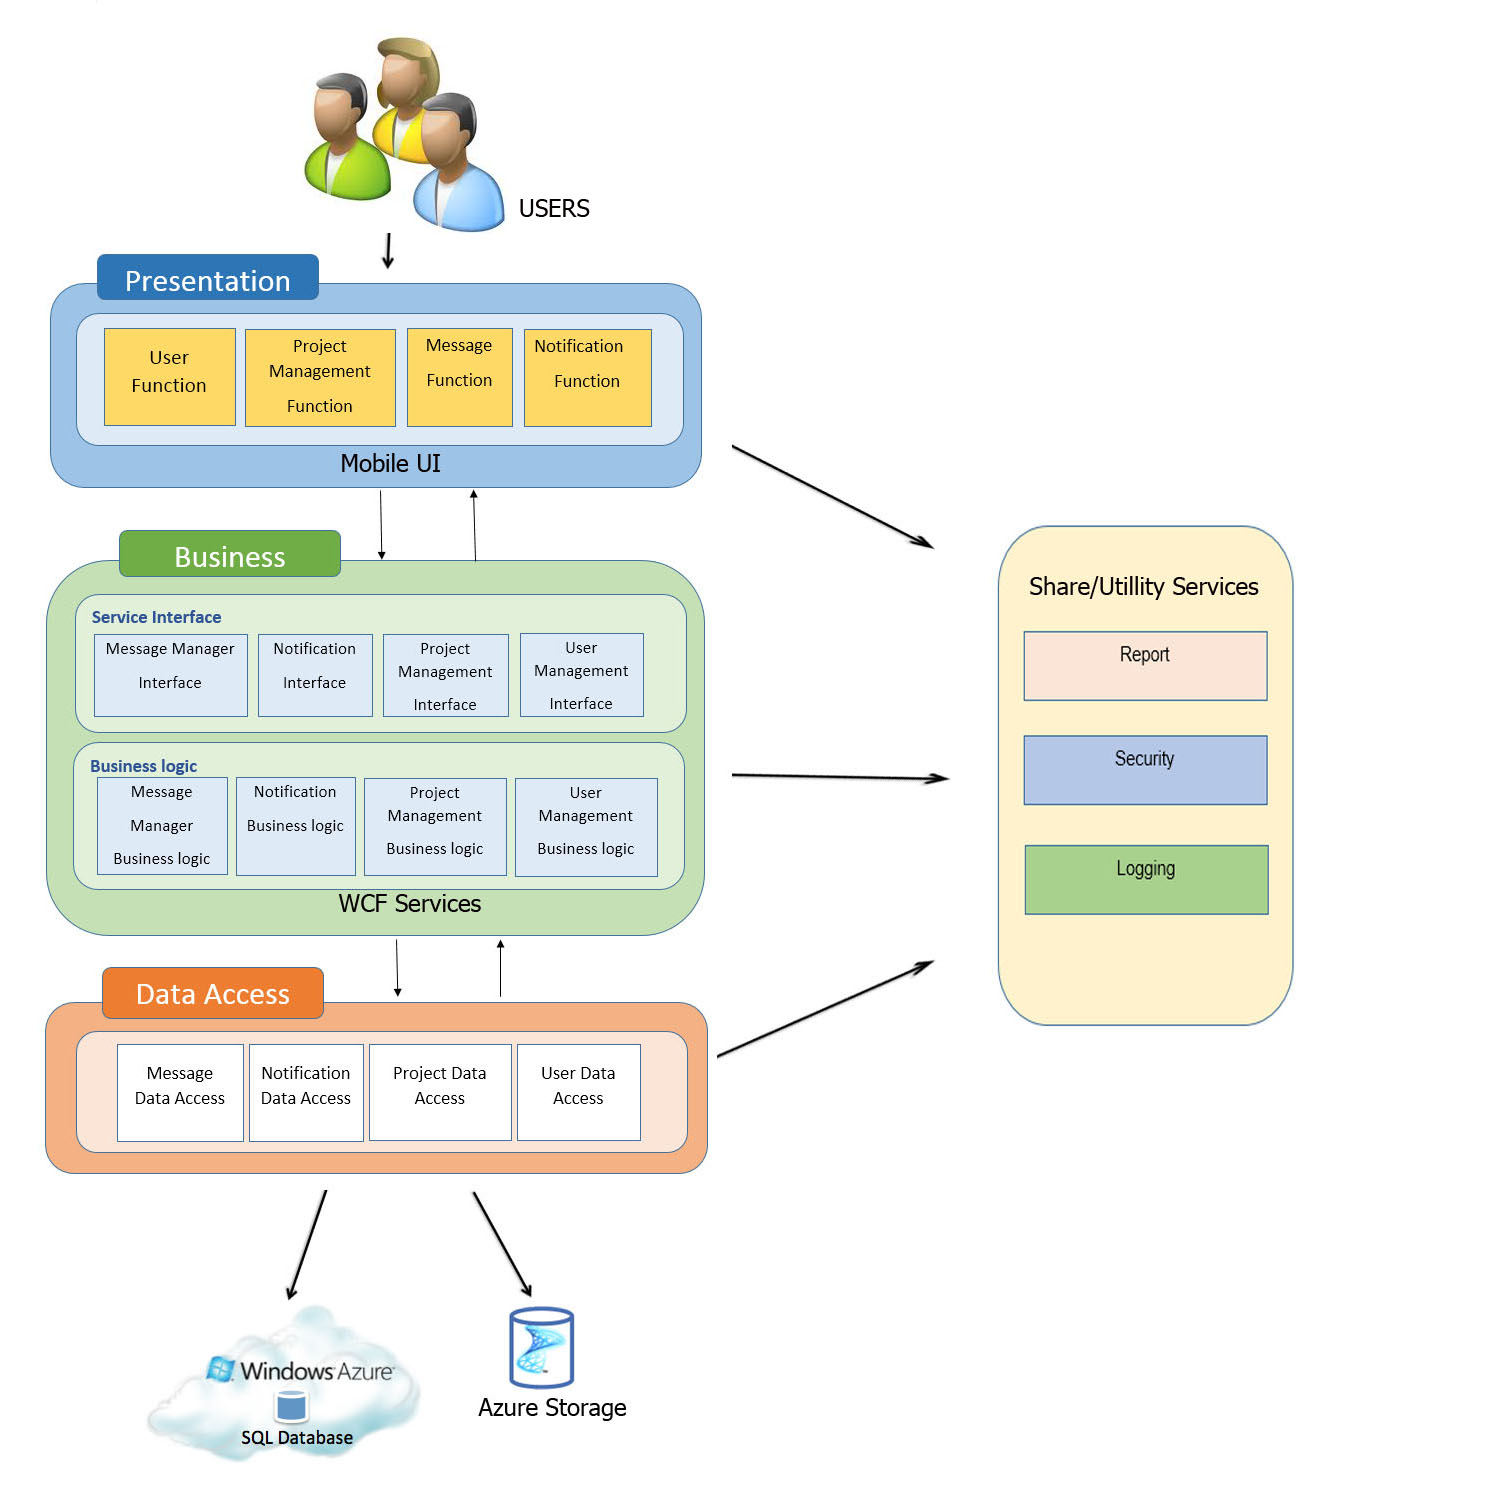 USERS
Presentation
User
Function
Project
Management
Function
Message
Function
Notification
Function
Mobile UI
Business
Service Interface
Message Manager
Interface
Notification
Interface
Project
Management
Interface
User
Management
Interface
Business logic
Message
Manager
Business logic
Notification
Business logic
Project
Management
Business logic
User
Management
Business logic
WCF Services
Data Access
Message
Data Access
Notification
Data Access
Project Data
Access
User Data
Access
Share/Utillity Services
Report
Security
Logging
Windows Azure
SQL Database
Azure Storage